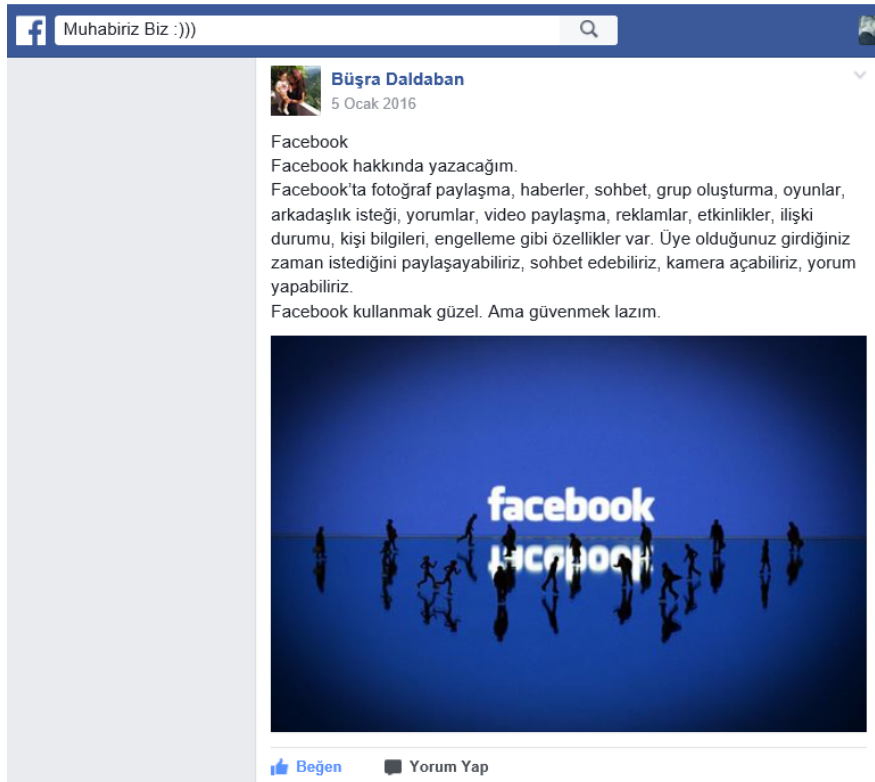 Muhabiriz Biz :)))
Büşra Daldaban
5 Ocak 2016
Facebook
Facebook hakkında yazacağım.
Facebook'ta fotoğraf paylaşma, haberler, sohbet, grup oluşturma, oyunlar,
arkadaşlık isteği, yorumlar, video paylaşma, reklamlar, etkinlikler, ilişki
durumu, kişi bilgileri, engelleme gibi özellikler var. Üye olduğunuz girdiğiniz
zaman istediğini paylaşayabiliriz, sohbet edebiliriz, kamera açabiliriz, yorum
yapabiliriz.
Facebook kullanmak güzel. Ama güvenmek lazım.
facebook
Beğen Yorum Yap